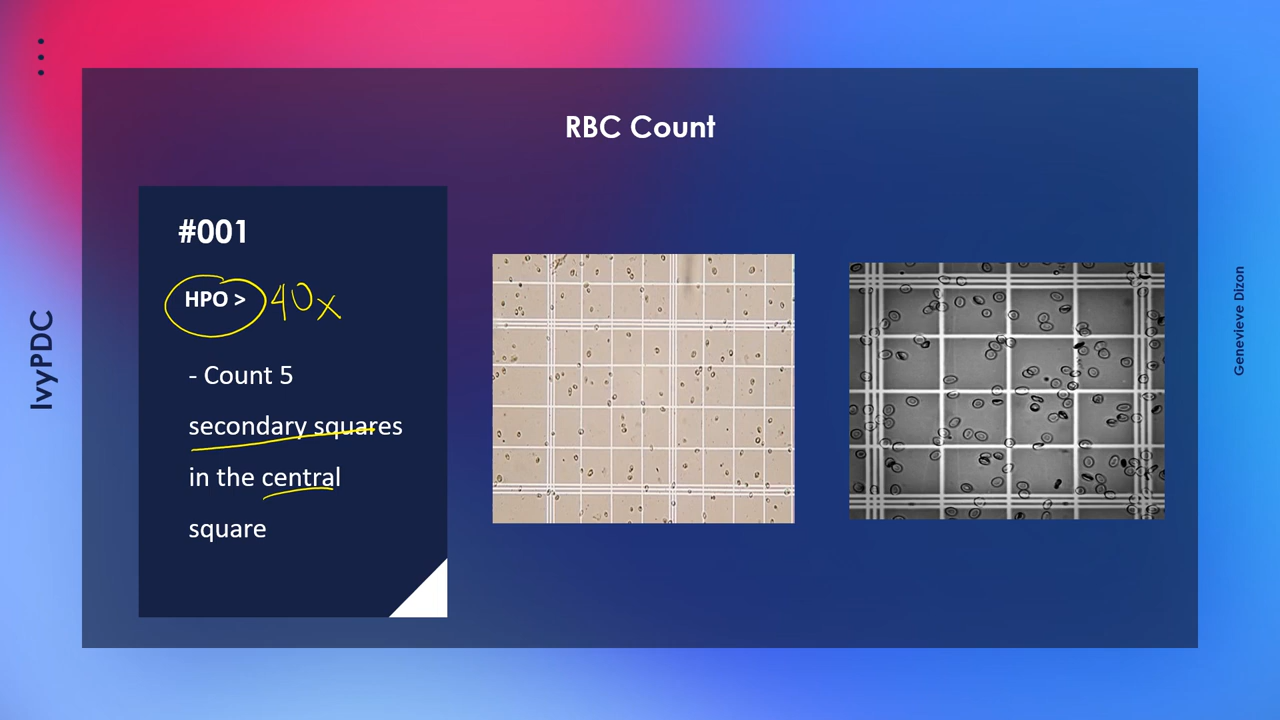 RBC Count
#001
HPO > 40x
- Count 5
secondary squares
in the central
square
IvyPDC
Genevieve Dizon